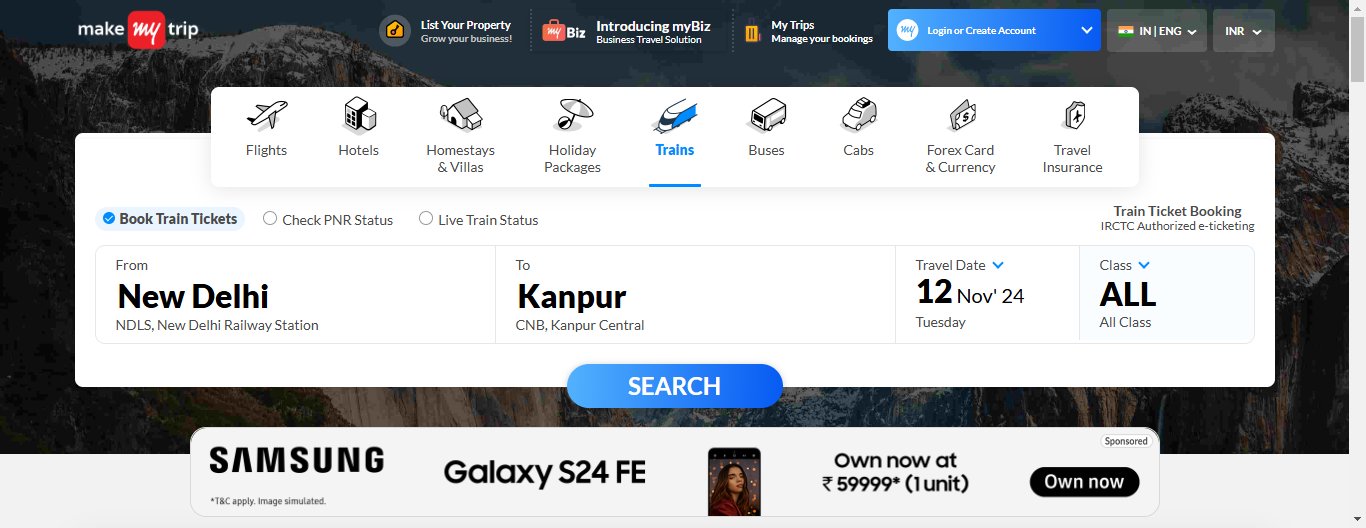 make my trip
List Your Property
Grow your business!
my Biz
Introducing myBiz
Business Travel Solution
My Trips
Manage your bookings
my
Login or Create Account
IN | ENG
INR
Flights
Hotels
Homestays
& Villas
Holiday
Packages
Trains
Buses
Cabs
Forex Card
& Currency
Travel
Insurance
Book Train Tickets
Check PNR Status
Live Train Status
Train Ticket Booking
IRCTC Authorized e-ticketing
From
New Delhi
NDLS, New Delhi Railway Station
To
Kanpur
CNB, Kanpur Central
Travel Date
12 Nov' 24
Tuesday
Class
ALL
All Class
SEARCH
Sponsored
SAMSUNG
*T&C apply. Image simulated.
Galaxy S24 FE
Own now at
₹ 59999* (1 unit)
Own now